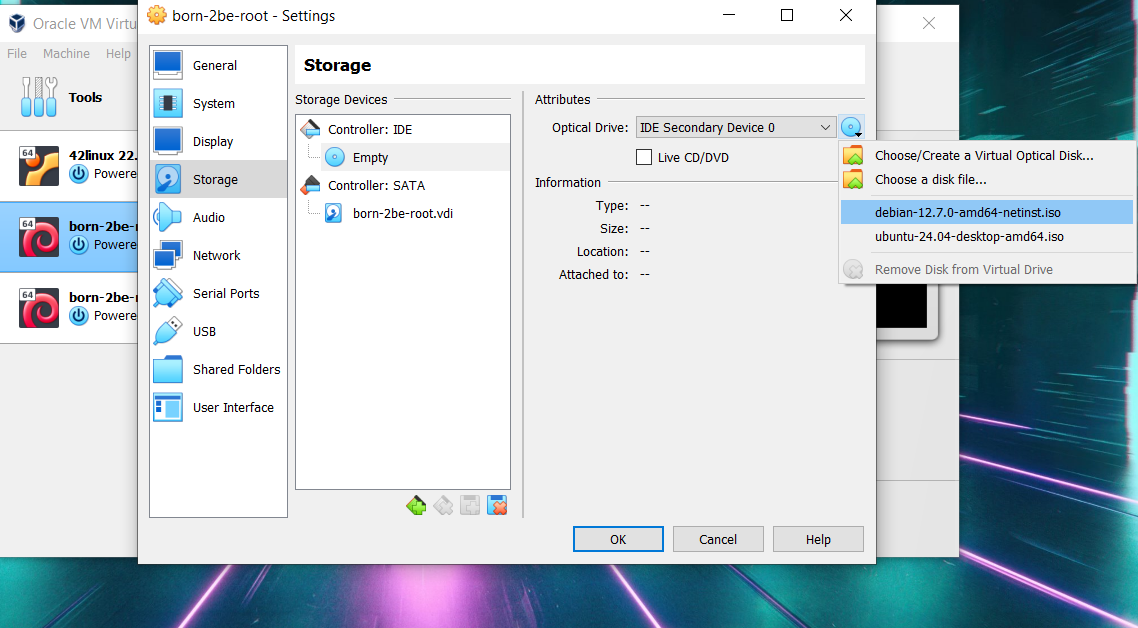 Oracle VM Virtu
born-2be-root - Settings
File Machine Help
Tools
64
42linux 22.
Powere
64
born-2be-r
Powere
64
born-2be-r
Powere
General
System
Display
Storage
Audio
Network
Serial Ports
USB
Shared Folders
User Interface
Storage
Storage Devices
Controller: IDE
Empty
Controller: SATA
born-2be-root.vdi
Attributes
Optical Drive: IDE Secondary Device 0
Live CD/DVD
Information
Type: --
Size: --
Location: --
Attached to: --
Choose/Create a Virtual Optical Disk...
Choose a disk file...
debian-12.7.0-amd64-netinst.iso
ubuntu-24.04-desktop-amd64.iso
Remove Disk from Virtual Drive
OK Cancel Help